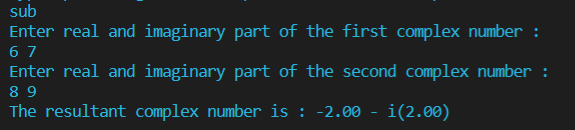 sub
Enter real and imaginary part of the first complex number :
6 7
Enter real and imaginary part of the second complex number :
8 9
The resultant complex number is : -2.00 - i(2.00)